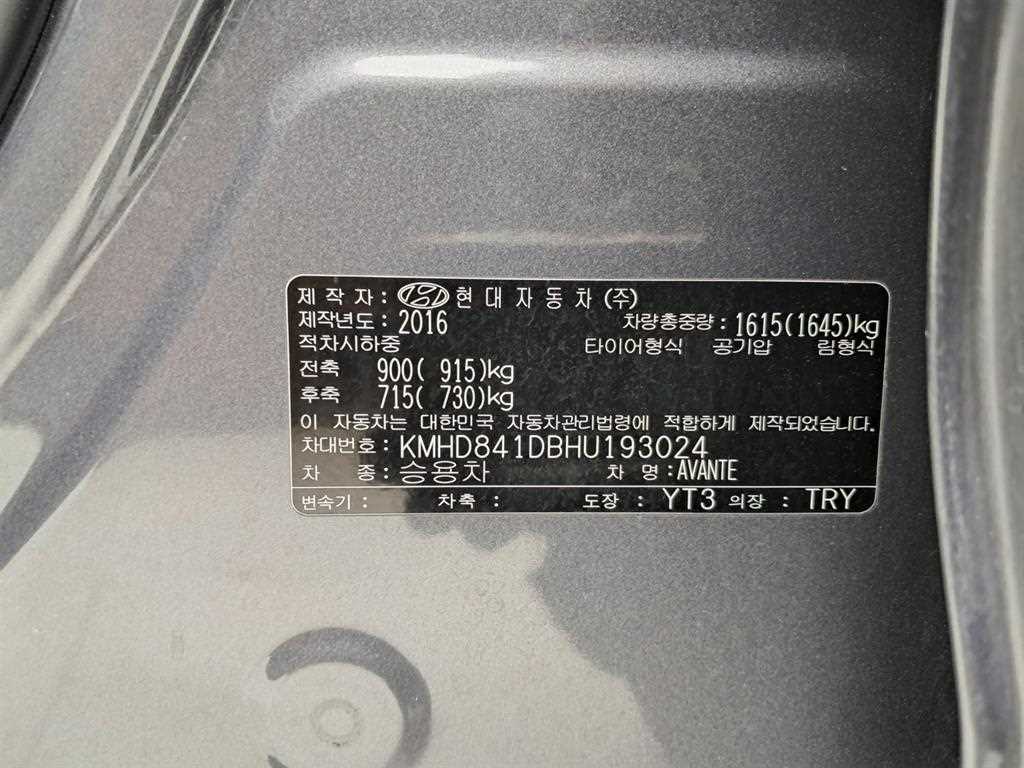 제 작 자 : 현대자동차 (주)
제작년도 : 2016 차량총중량 : 1615(1645)kg
적차시하중 타이어형식 공기압 림형식
전축 900( 915)kg
후축 715( 730)kg
이 자동차는 대한민국 자동차관리법령에 적합하게 제작되었습니다.
차대번호 : KMHD841DBHU193024
차 종 : 승용차 차 명 : AVANTE
변속기 : 차축 : 도장 : YT3 의장 : TRY